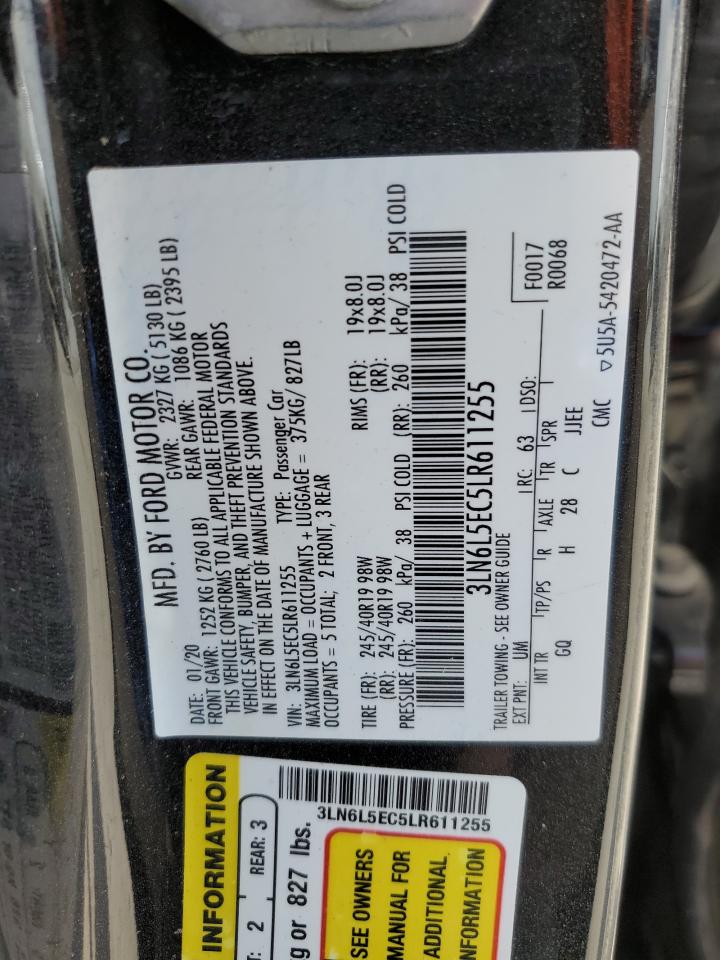 MFD. BY FORD MOTOR CO.
DATE: 01/20 GVWR: 2327 KG ( 5130 LB)
FRONT GAWR: 1252 KG ( 2760 LB) REAR GAWR: 1086 KG ( 2395 LB)
THIS VEHICLE CONFORMS TO ALL APPLICABLE FEDERAL MOTOR
VEHICLE SAFETY, BUMPER, AND THEFT PREVENTION STANDARDS
IN EFFECT ON THE DATE OF MANUFACTURE SHOWN ABOVE.
VIN: 3LN6L5EC5LR611255 TYPE: Passenger Car
MAXIMUM LOAD = OCCUPANTS + LUGGAGE = 375KG/ 827LB
OCCUPANTS = 5 TOTAL; 2 FRONT, 3 REAR
TIRE (FR): 245/40R19 98W RIMS (FR): 19x8.0J
(RR): 245/40R19 98W (RR): 19x8.0J
PRESSURE (FR): 260 kPa/ 38 PSI COLD (RR): 260 kPa/ 38 PSI COLD
3LN6L5EC5LR611255
TRAILER TOWING - SEE OWNER GUIDE
EXT PNT: UM RC: 63 DSO: F0017
R0068
INT TR TP/PS R AXLE TR SPR
GQ H 28 C JJEE
CMC ▽5U5A-5420472-AA
INFORMATION
T: 2 REAR: 3
3LN6L5EC5LR611255
g or 827 lbs.
SEE OWNERS
MANUAL FOR
ADDITIONAL
INFORMATION